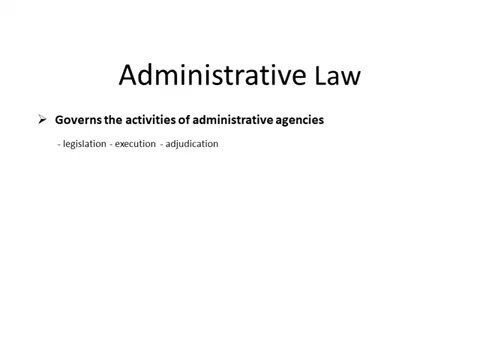 Administrative Law
➢ Governs the activities of administrative agencies
- legislation - execution - adjudication